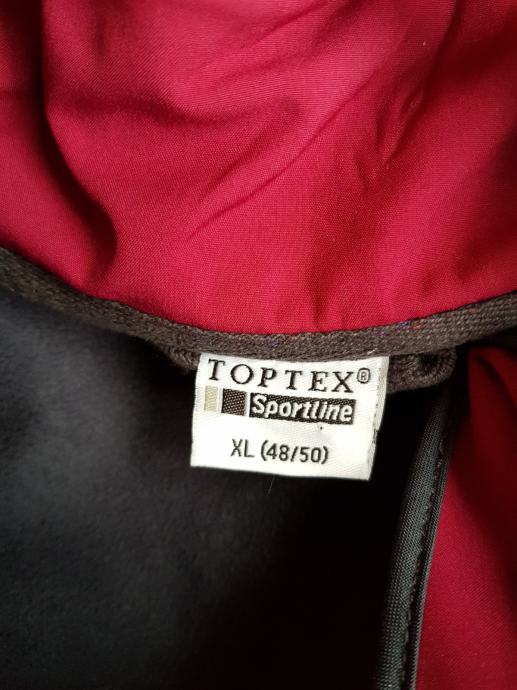 TOPTEX®
Sportline
XL (48/50)